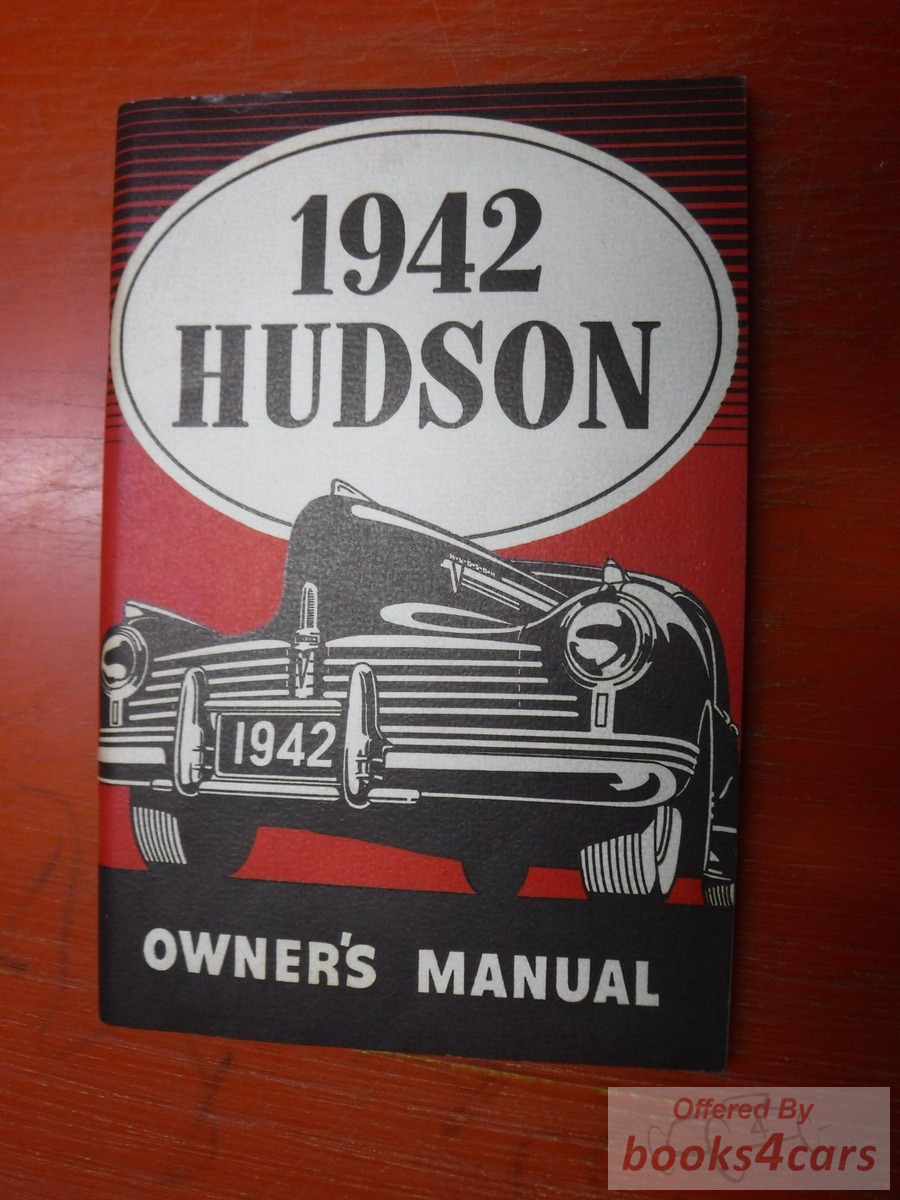 1942
HUDSON
H·U·D·S·O·N
1942
OWNER'S MANUAL
Offered By
books4cars